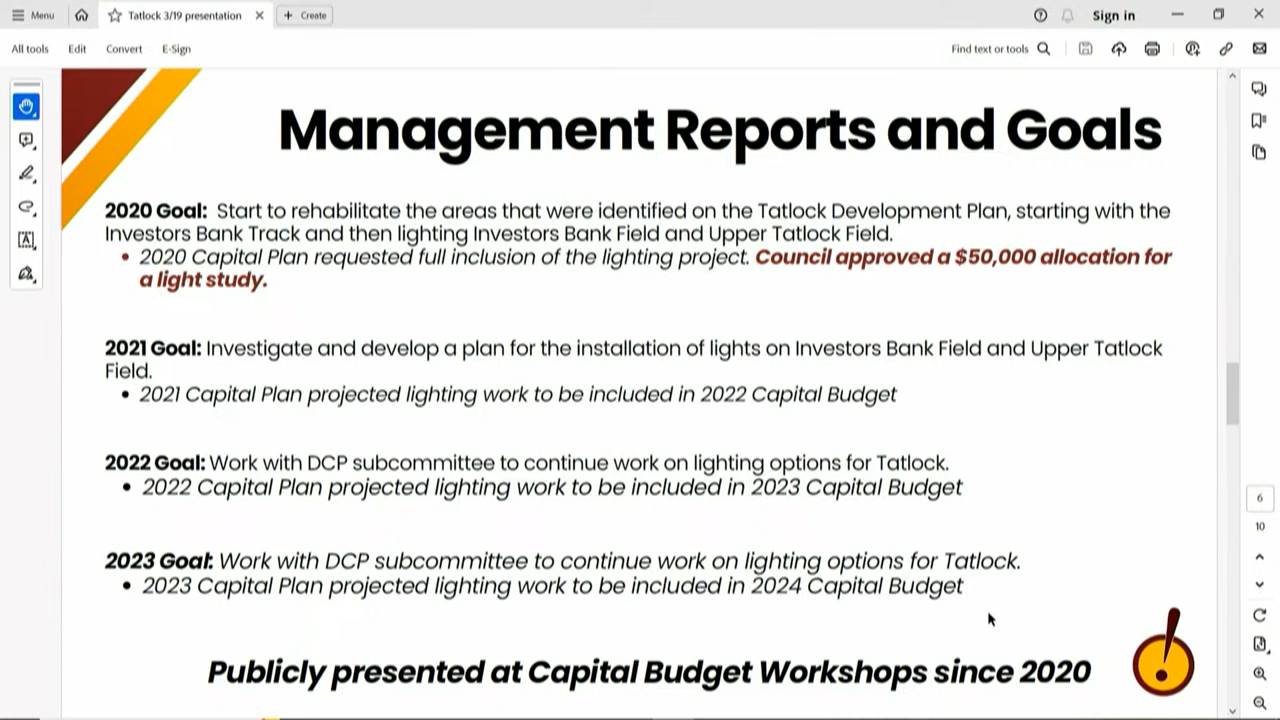 Menu
Tatlock 3/19 presentation
Create
Sign in
All tools
Edit
Convert
E-Sign
Find text or tools
Management Reports and Goals
2020 Goal: Start to rehabilitate the areas that were identified on the Tatlock Development Plan, starting with the
Investors Bank Track and then lighting Investors Bank Field and Upper Tatlock Field.
• 2020 Capital Plan requested full inclusion of the lighting project. Council approved a $50,000 allocation for
a light study.
2021 Goal: Investigate and develop a plan for the installation of lights on Investors Bank Field and Upper Tatlock
Field.
• 2021 Capital Plan projected lighting work to be included in 2022 Capital Budget
2022 Goal: Work with DCP subcommittee to continue work on lighting options for Tatlock.
• 2022 Capital Plan projected lighting work to be included in 2023 Capital Budget
2023 Goal: Work with DCP subcommittee to continue work on lighting options for Tatlock.
• 2023 Capital Plan projected lighting work to be included in 2024 Capital Budget
Publicly presented at Capital Budget Workshops since 2020
6
10